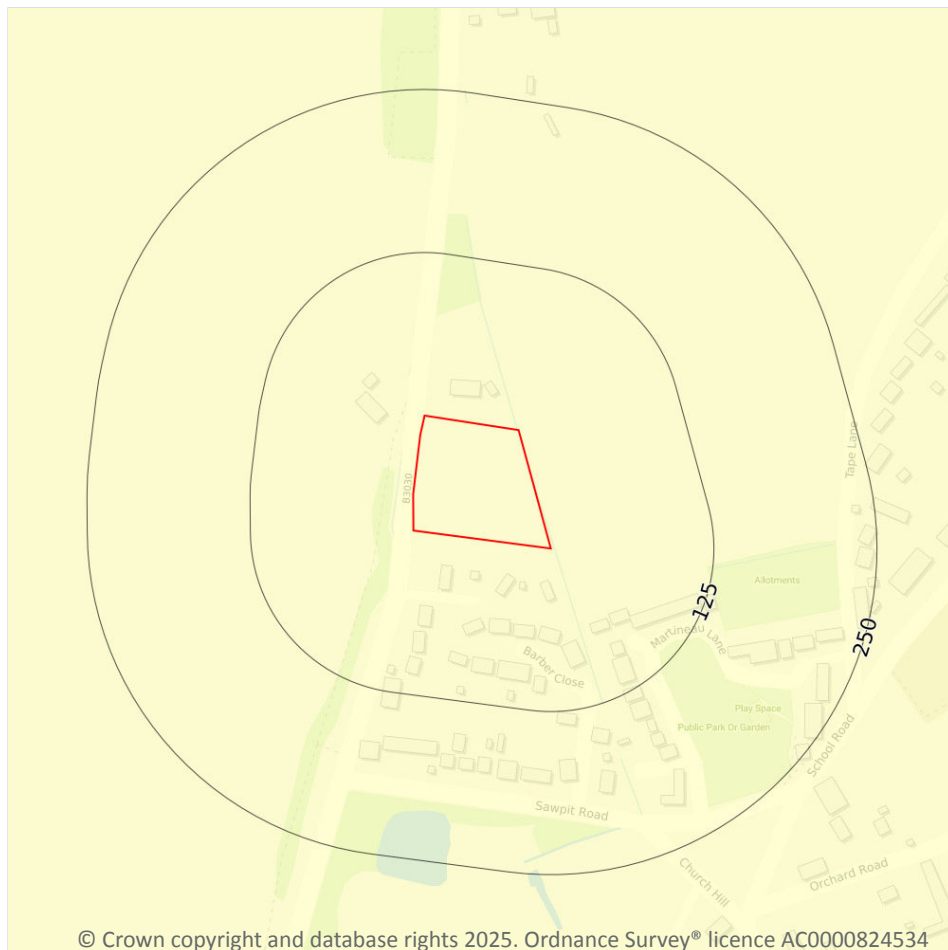 Tape Lane
B3030
Allotments
125
Martineau Lane
250
Barber Close
Play Space
Public Park Or Garden
School Road
Sawpit Road
Church Hill
Orchard Road
© Crown copyright and database rights 2025. Ordnance Survey® licence AC0000824534